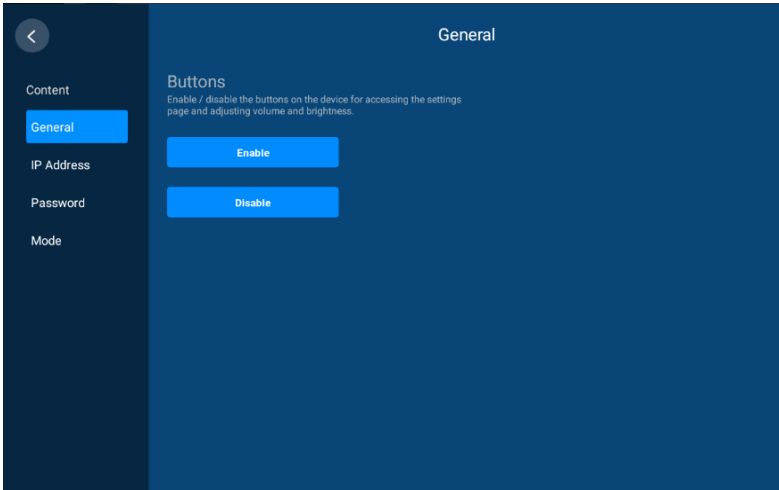 General
Content
General
IP Address
Password
Mode
Buttons
Enable / disable the buttons on the device for accessing the settings
page and adjusting volume and brightness.
Enable
Disable